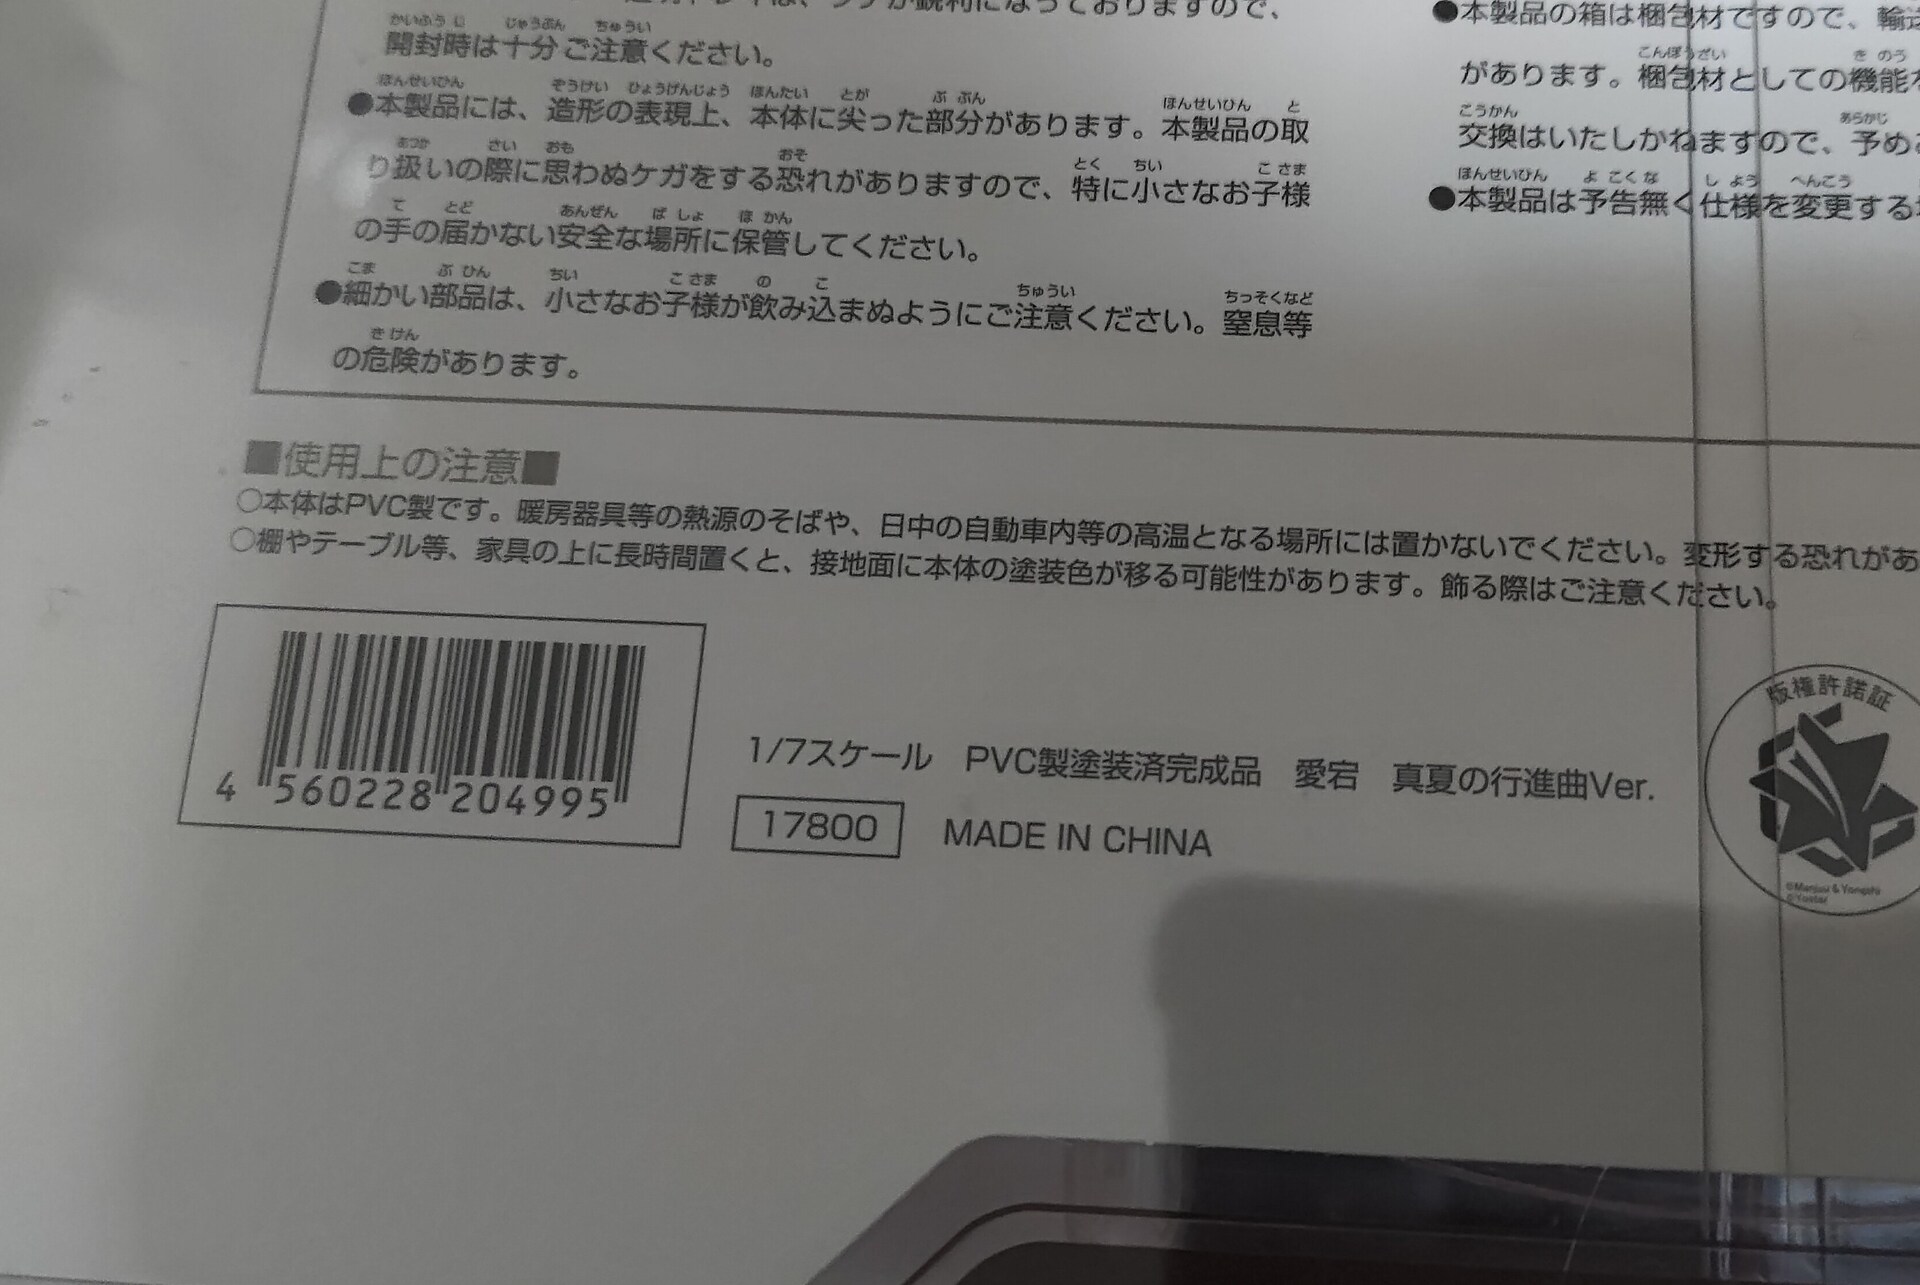 開封時は十分ご注意ください。
●本製品には、造形の表現上、本体に尖った部分があります。本製品の取
り扱いの際に思わぬケガをする恐れがありますので、特に小さなお子様
の手の届かない安全な場所に保管してください。
●細かい部品は、小さなお子様が飲み込まぬようにご注意ください。窒息等
の危険があります。
●本製品の箱は梱包材ですので、輸送
があります。梱包材としての機能を
交換はいたしかねますので、予めご
●本製品は予告無く仕様を変更する
■使用上の注意■
○本体はPVC製です。暖房器具等の熱源のそばや、日中の自動車内等の高温となる場所には置かないでください。変形する恐れがあ
○棚やテーブル等、家具の上に長時間置くと、接地面に本体の塗装色が移る可能性があります。飾る際はご注意ください。
4 560228 204995
1/7スケール PVC製塗装済完成品 愛宕 真夏の行進曲Ver.
17800 MADE IN CHINA
版権許諾証
©Manjuu & Yongshi
©Yostar